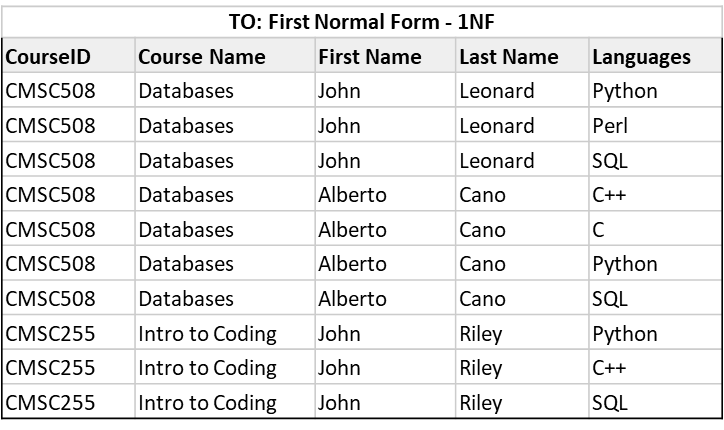 TO: First Normal Form - 1NF
CourseID Course Name First Name Last Name Languages
CMSC508 Databases John Leonard Python
CMSC508 Databases John Leonard Perl
CMSC508 Databases John Leonard SQL
CMSC508 Databases Alberto Cano C++
CMSC508 Databases Alberto Cano C
CMSC508 Databases Alberto Cano Python
CMSC508 Databases Alberto Cano SQL
CMSC255 Intro to Coding John Riley Python
CMSC255 Intro to Coding John Riley C++
CMSC255 Intro to Coding John Riley SQL